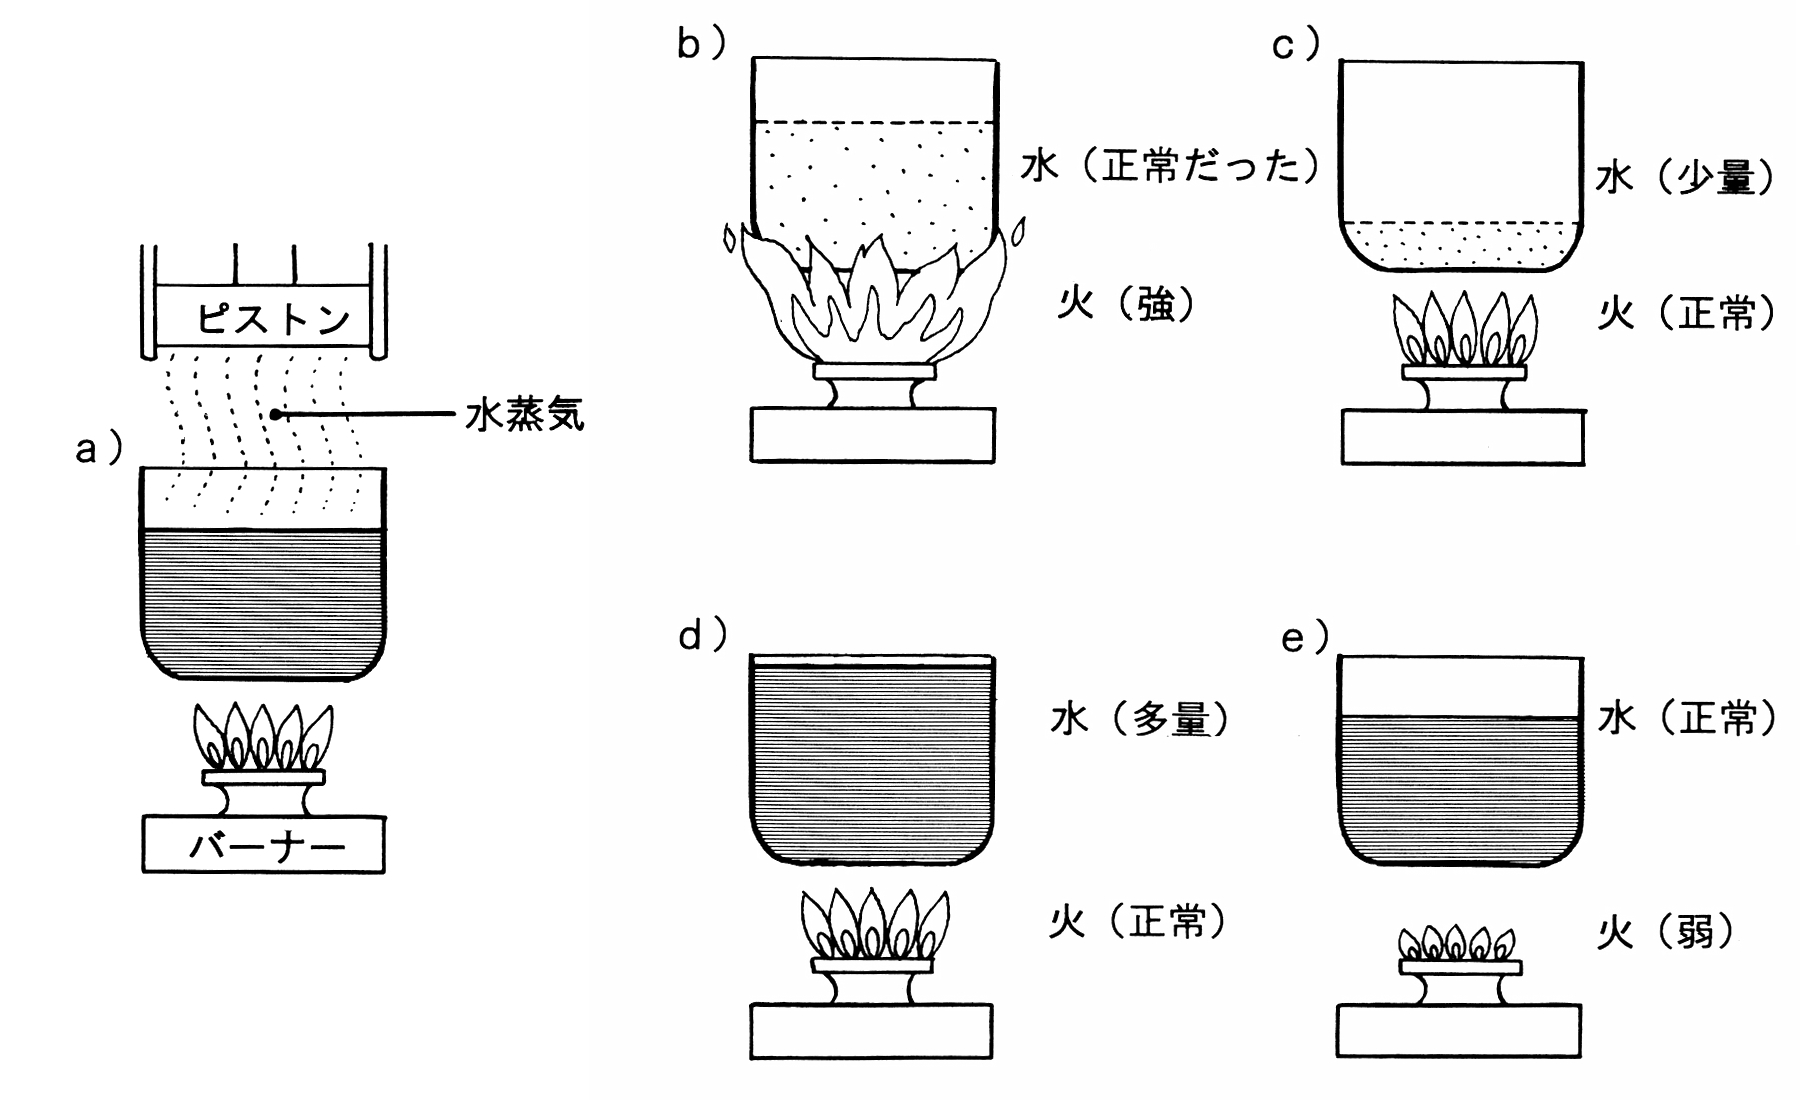 a）
ピストン
水蒸気
バーナー
b）
水（正常だった）
火（強）
c）
水（少量）
火（正常）
d）
水（多量）
火（正常）
e）
水（正常）
火（弱）